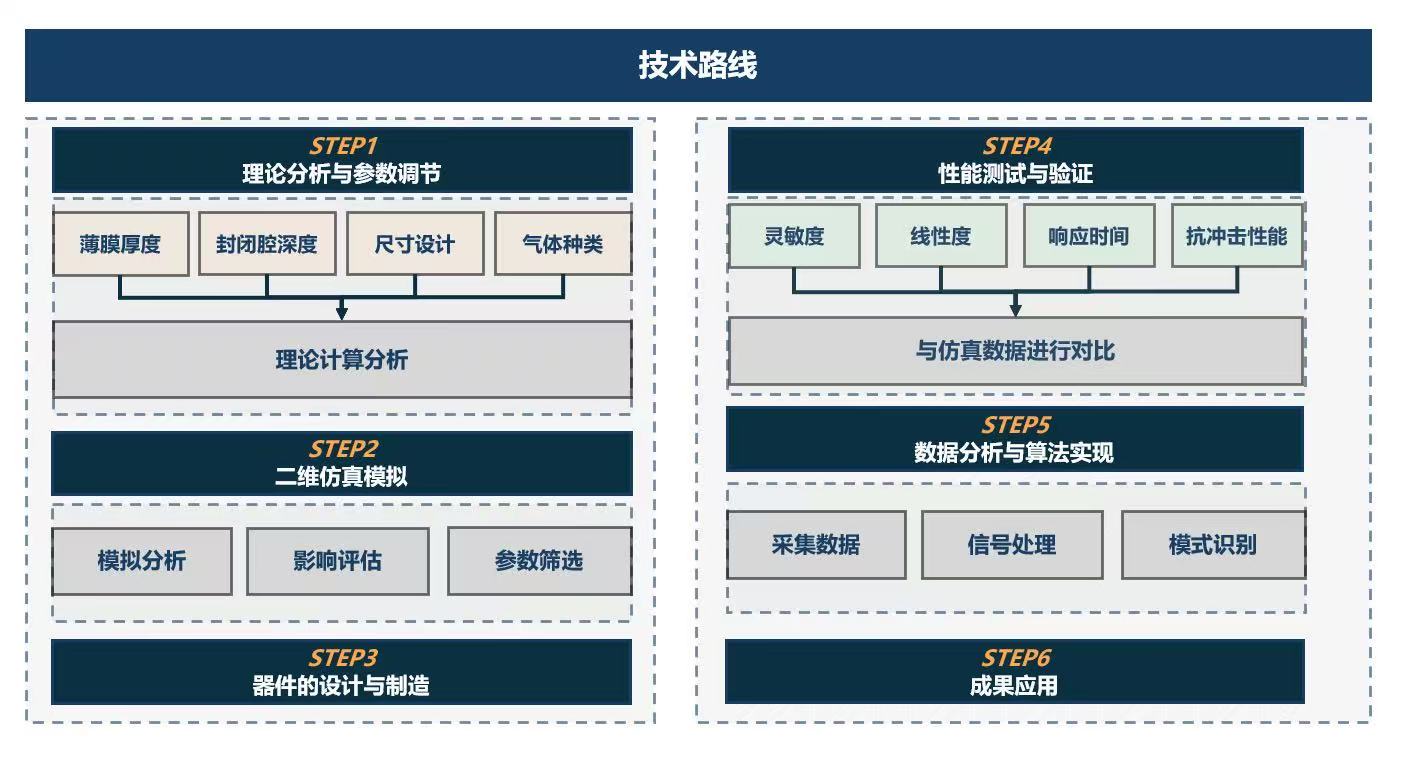 技术路线
STEP1
理论分析与参数调节
薄膜厚度
封闭腔深度
尺寸设计
气体种类
理论计算分析
STEP2
二维仿真模拟
模拟分析
影响评估
参数筛选
STEP3
器件的设计与制造
STEP4
性能测试与验证
灵敏度
线性度
响应时间
抗冲击性能
与仿真数据进行对比
STEP5
数据分析与算法实现
采集数据
信号处理
模式识别
STEP6
成果应用